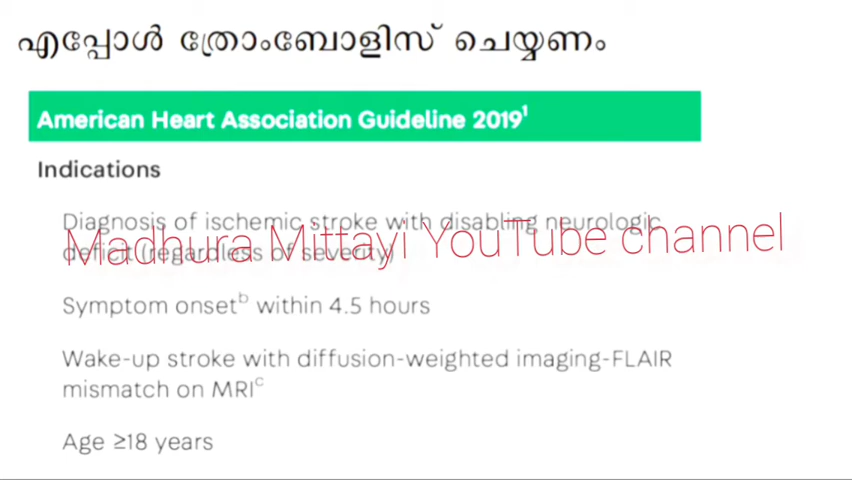 എപ്പോൾ ത്രോംബോളിസ് ചെയ്യണം
American Heart Association Guideline 2019¹
Indications
Diagnosis of ischemic stroke with disabling neurologic
Madhura Mittayi YouTube channel
deficit (regardless of severity)
Symptom onsetᵇ within 4.5 hours
Wake-up stroke with diffusion-weighted imaging-FLAIR
mismatch on MRIᶜ
Age ≥18 years